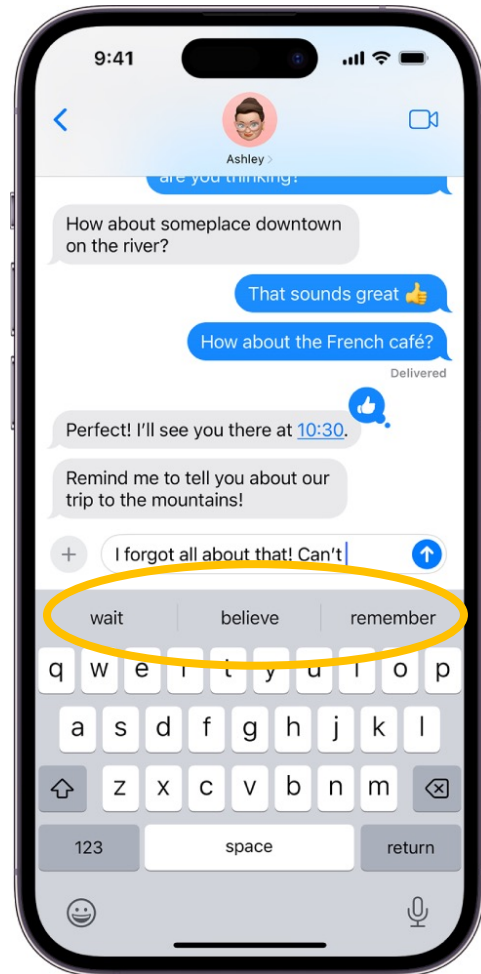 9:41
Ashley
are you thinking?
How about someplace downtown
on the river?
That sounds great 👍
How about the French café?
Delivered
Perfect! I'll see you there at 10:30.
Remind me to tell you about our
trip to the mountains!
I forgot all about that! Can't
wait believe remember
q w e r t y u i o p
a s d f g h j k l
z x c v b n m
123 space return